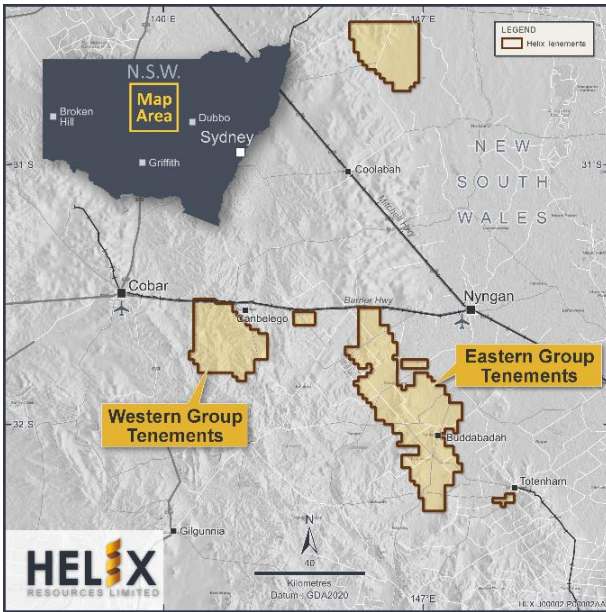 147°E
LEGEND
Helix Tenements
N.S.W.
Map
Area
Broken
Hill
Dubbo
Sydney
Griffith
31°S
31°S
Coolabah
NEW
SOUTH
WALES
Mitchell Hwy
Cobar
Canbelego
Barrier Hwy
Nyngan
Eastern Group
Tenements
Western Group
Tenements
32°S
32°S
Buddabadah
Totenham
Gilgunnia
N
40
Kilometres
Datum : GDA2020
147°E
HELIX
RESOURCES LIMITED